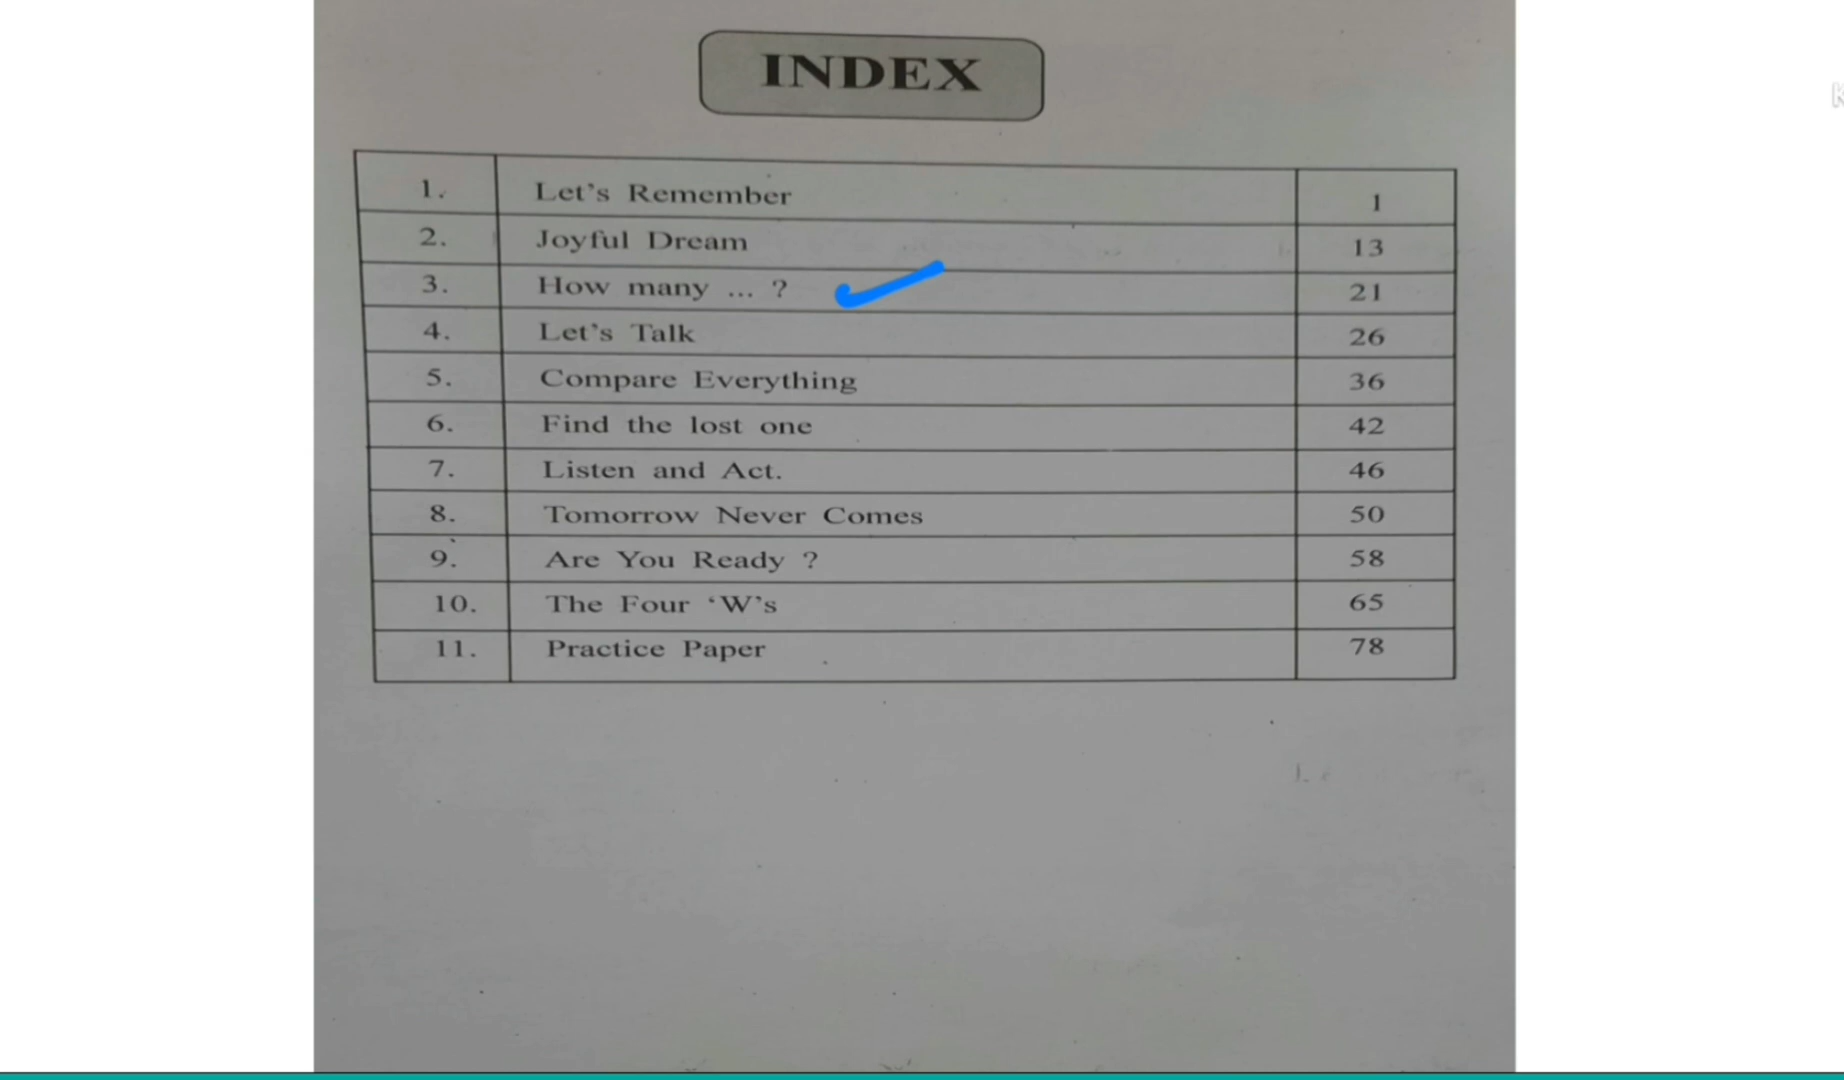 INDEX
1. Let's Remember 1
2. Joyful Dream 13
3. How many ... ? 21
4. Let's Talk 26
5. Compare Everything 36
6. Find the lost one 42
7. Listen and Act. 46
8. Tomorrow Never Comes 50
9. Are You Ready ? 58
10. The Four ‘W’s 65
11. Practice Paper 78